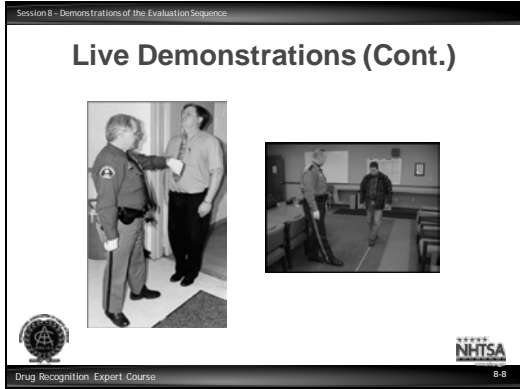 Session 8 - Demonstrations of the Evaluation Sequence
Live Demonstrations (Cont.)
NHTSA
Drug Recognition Expert Course
8-8